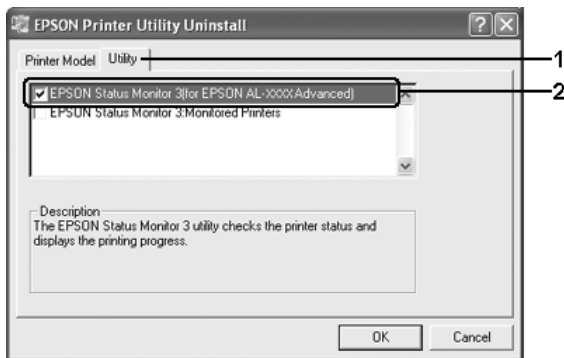 EPSON Printer Utility Uninstall
Printer Model Utility
1
EPSON Status Monitor 3(for EPSON AL-XXXX Advanced)
2
EPSON Status Monitor 3:Monitored Printers
Description
The EPSON Status Monitor 3 utility checks the printer status and
displays the printing progress.
OK Cancel